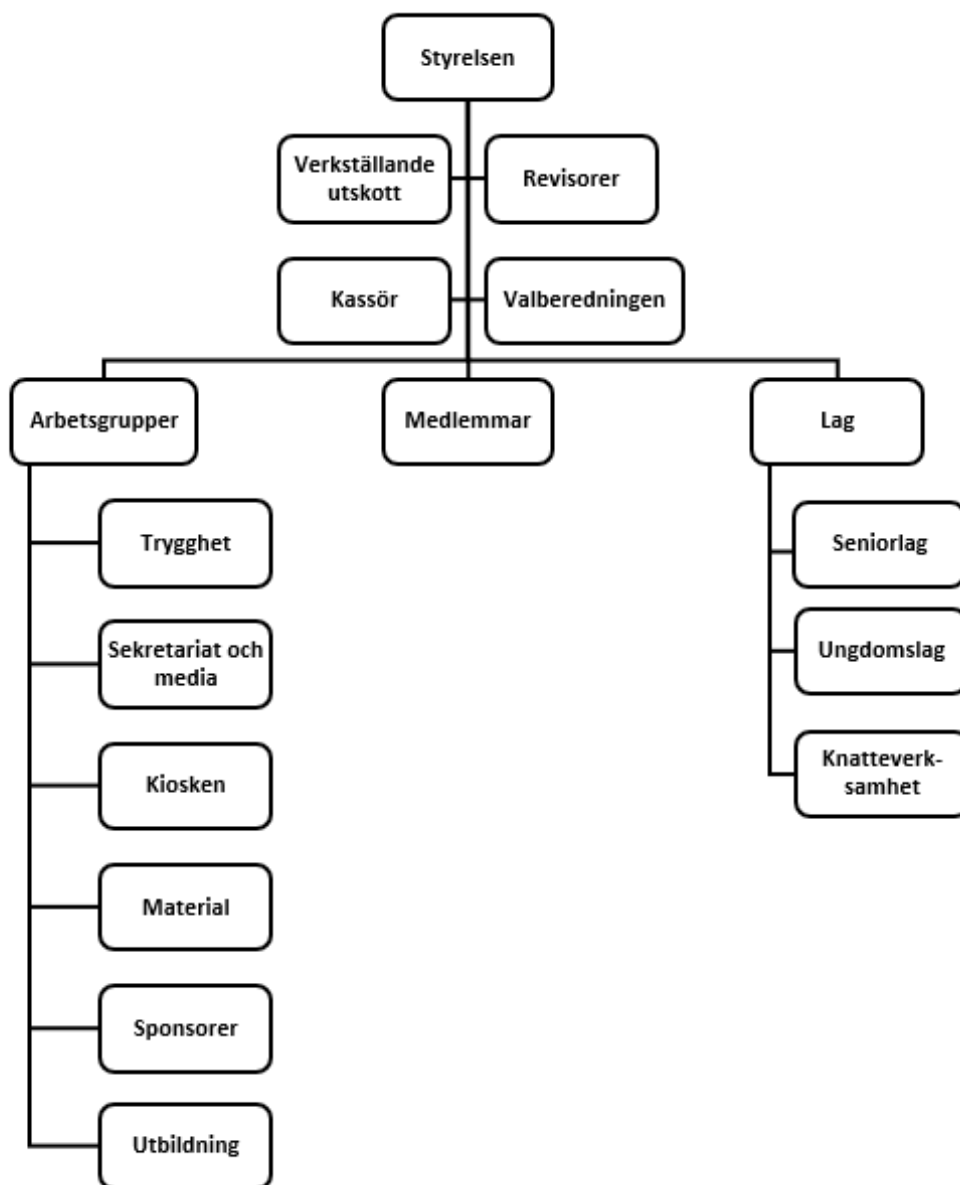 Styrelsen
Verkställande
utskott
Revisorer
Kassör
Valberedningen
Arbetsgrupper
Medlemmar
Lag
Trygghet
Sekretariat och
media
Kiosken
Material
Sponsorer
Utbildning
Seniorlag
Ungdomslag
Knatteverk-
samhet